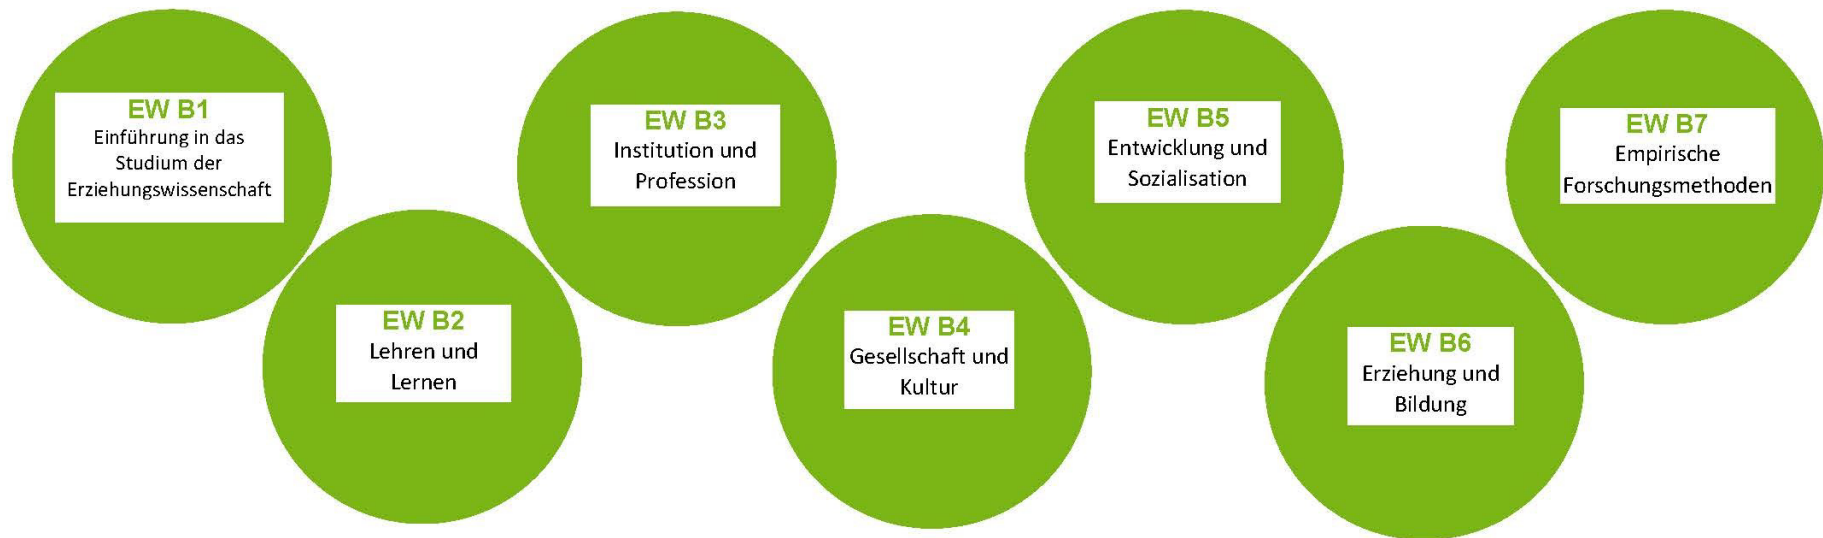 EW B1
Einführung in das
Studium der
Erziehungswissenschaft
EW B2
Lehren und
Lernen
EW B3
Institution und
Profession
EW B4
Gesellschaft und
Kultur
EW B5
Entwicklung und
Sozialisation
EW B6
Erziehung und
Bildung
EW B7
Empirische
Forschungsmethoden